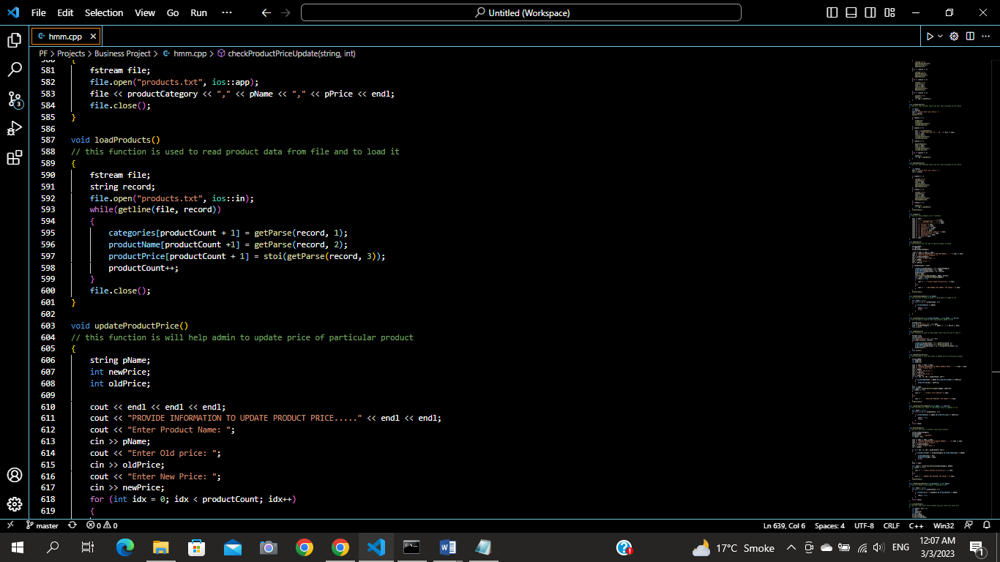 File Edit Selection View Go Run ··· Untitled (Workspace)
hmm.cpp
PF > Projects > Business Project > hmm.cpp > checkProductPriceUpdate(string, int)
580 {
581 fstream file;
582 file.open("products.txt", ios::app);
583 file << productCategory << "," << pName << "," << pPrice << endl;
584 file.close();
585 }
586
587 void loadProducts()
588 // this function is used to read product data from file and to load it
589 {
590 fstream file;
591 string record;
592 file.open("products.txt", ios::in);
593 while(getline(file, record))
594 {
595 categories[productCount + 1] = getParse(record, 1);
596 productName[productCount +1] = getParse(record, 2);
597 productPrice[productCount + 1] = stoi(getParse(record, 3));
598 productCount++;
599 }
600 file.close();
601 }
602
603 void updateProductPrice()
604 // this function is will help admin to update price of particular product
605 {
606 string pName;
607 int newPrice;
608 int oldPrice;
609
610 cout << endl << endl << endl;
611 cout << "PROVIDE INFORMATION TO UPDATE PRODUCT PRICE....." << endl << endl;
612 cout << "Enter Product Name: ";
613 cin >> pName;
614 cout << "Enter Old price: ";
615 cin >> oldPrice;
616 cout << "Enter New Price: ";
617 cin >> newPrice;
618 for (int idx = 0; idx < productCount; idx++)
619 {
3
master 0 0 Ln 639, Col 6 Spaces: 4 UTF-8 CRLF C++ Win32
17°C Smoke ENG 12:07 AM
3/3/2023 1